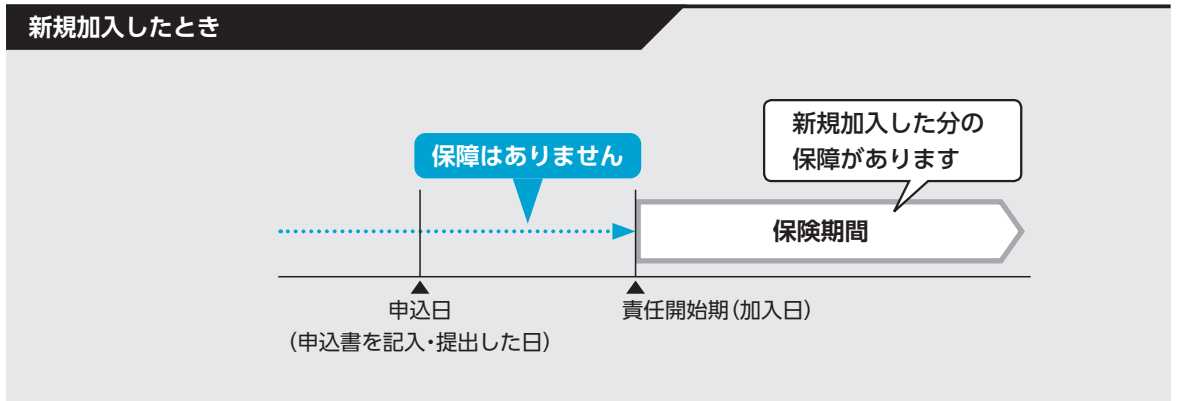 新規加入したとき
新規加入した分の
保障があります
保障はありません
保険期間
申込日
(申込書を記入・提出した日)
責任開始期(加入日)